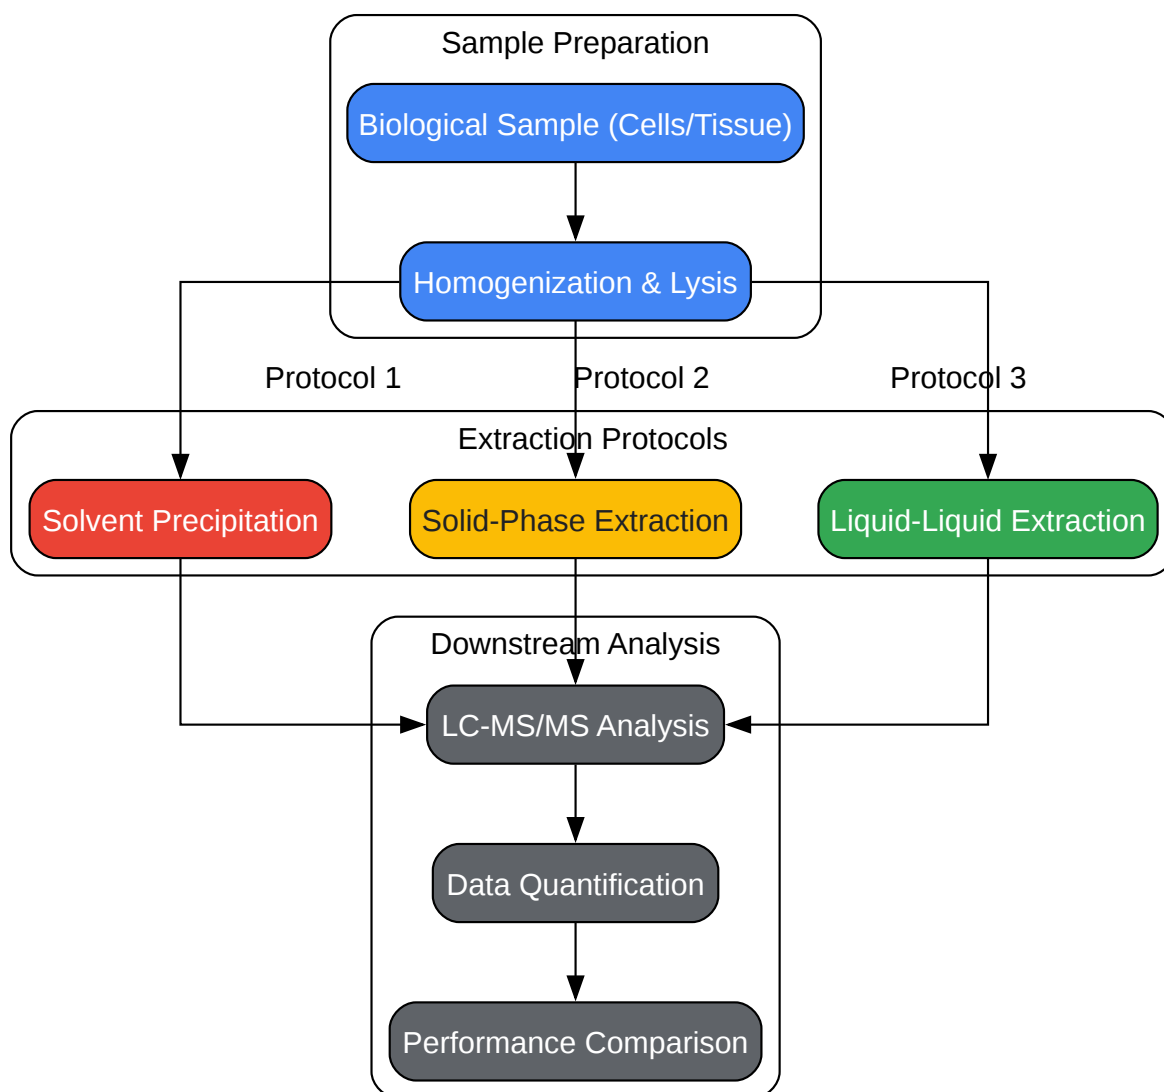 Sample Preparation
Biological Sample (Cells/Tissue)
Homogenization & Lysis
Protocol 1
Protocol 2
Protocol 3
Extraction Protocols
Solvent Precipitation
Solid-Phase Extraction
Liquid-Liquid Extraction
Downstream Analysis
LC-MS/MS Analysis
Data Quantification
Performance Comparison